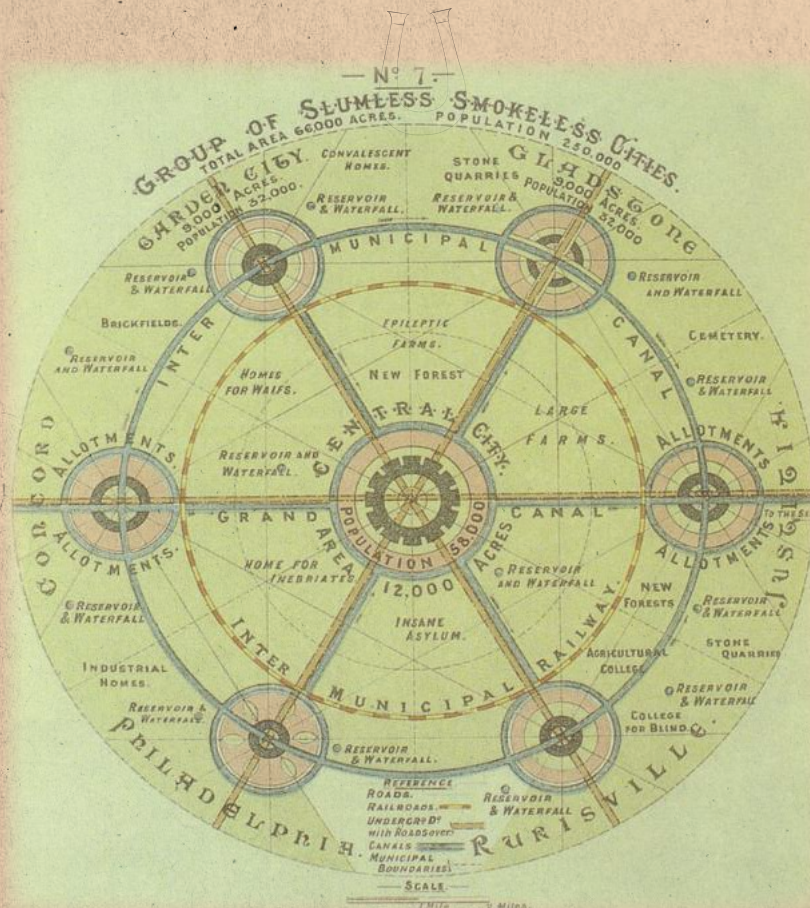 — Nº 7. —
GROUP OF SLUMLESS SMOKELESS CITIES.
TOTAL AREA 66,000 ACRES. POPULATION 250,000
GARDEN CITY.
9,000 ACRES.
POPULATION 32,000.
CONVALESCENT
HOMES.
STONE
QUARRIES
GLADSTONE
9,000 ACRES.
POPULATION 32,000
RESERVOIR
& WATERFALL.
RESERVOIR &
WATERFALL.
INTER MUNICIPAL CANAL
RESERVOIR
& WATERFALL
RESERVOIR
AND WATERFALL
BRICKFIELDS.
EPILEPTIC
FARMS.
CEMETERY.
RESERVOIR
AND WATERFALL
HOMES
FOR WAIFS.
NEW FOREST
RESERVOIR
& WATERFALL
LARGE
FARMS.
CONCORD
ALLOTMENTS.
RESERVOIR AND
WATERFALL.
CENTRAL CITY.
ALLOTMENTS
JUSTITIA
GRAND CANAL
POPULATION 58,000
AREA 12,000 ACRES
TO THE
ALLOTMENTS.
ALLOTMENTS
HOME FOR
INEBRIATES
RESERVOIR
AND WATERFALL
NEW
FORESTS
RESERVOIR
& WATERFALL
INSANE
ASYLUM.
RESERVOIR
& WATERFALL
INTER MUNICIPAL RAILWAY.
AGRICULTURAL
COLLEGE
STONE
QUARRIES
INDUSTRIAL
HOMES.
RESERVOIR &
WATERFALL.
RESERVOIR
& WATERFALL
COLLEGE
FOR BLIND.
RESERVOIR
& WATERFALL.
PHILADELPHIA.
RURISVILLE.
RESERVOIR
& WATERFALL
REFERENCE
ROADS.
RAILROADS.
UNDERGRD Dº
with ROADS over
CANALS
MUNICIPAL
BOUNDARIES
— SCALE —